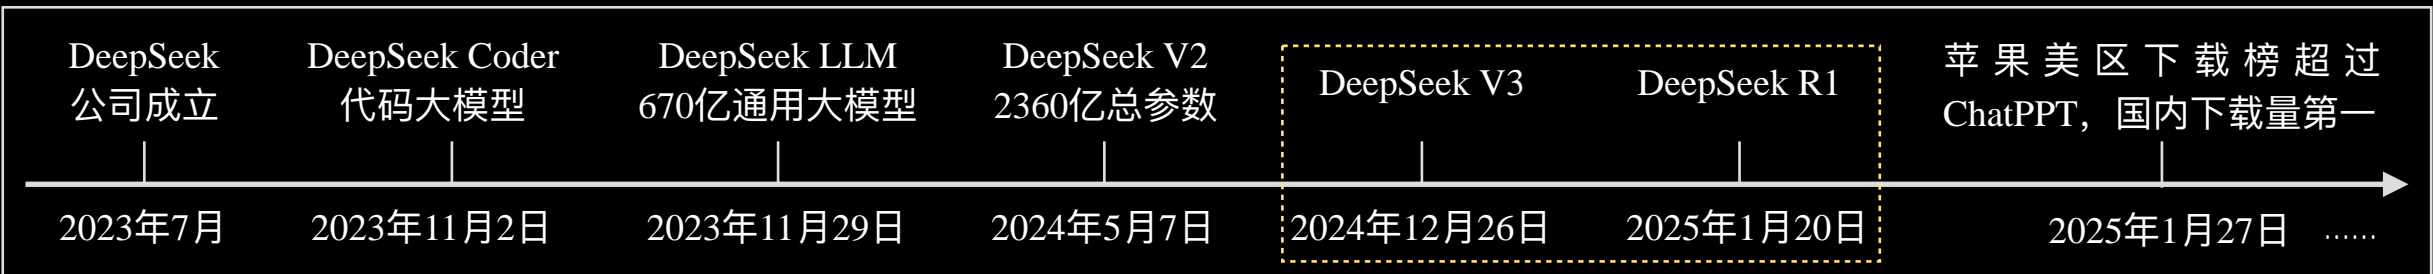 DeepSeek
公司成立
DeepSeek Coder
代码大模型
DeepSeek LLM
670亿通用大模型
DeepSeek V2
2360亿总参数
DeepSeek V3
DeepSeek R1
苹果美区下载榜超过
ChatPPT，国内下载量第一
2023年7月
2023年11月2日
2023年11月29日
2024年5月7日
2024年12月26日
2025年1月20日
2025年1月27日 ……